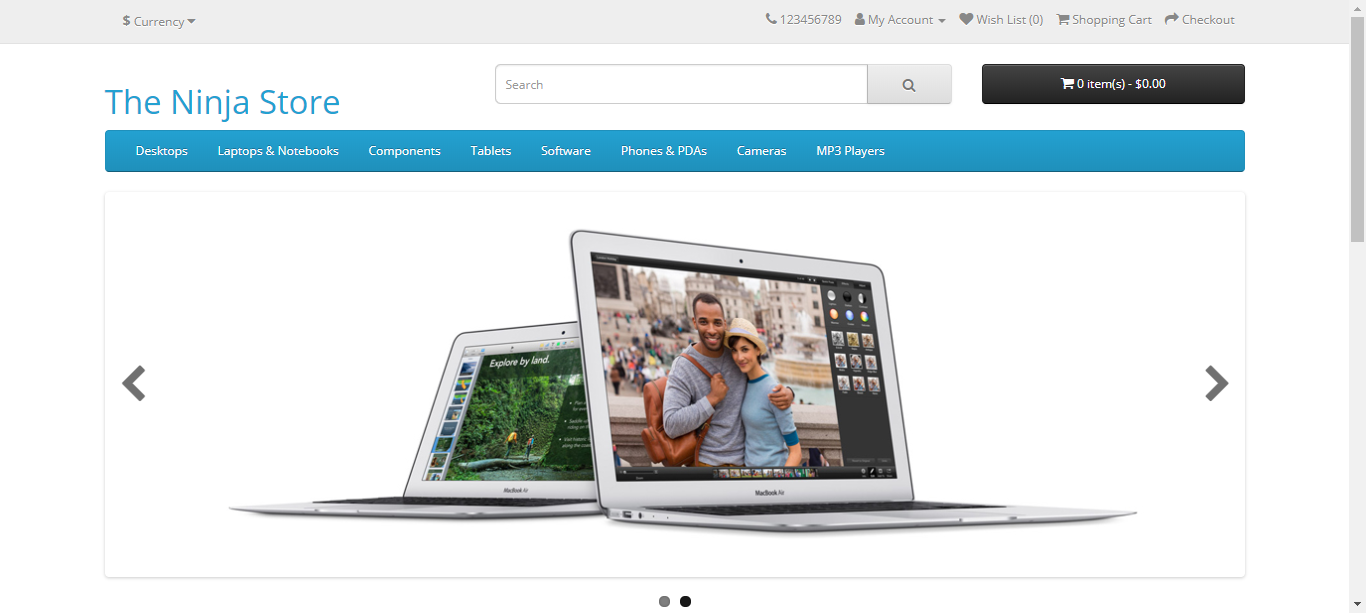 $ Currency
123456789 My Account Wish List (0) Shopping Cart Checkout
The Ninja Store
Search
0 item(s) - $0.00
Desktops Laptops & Notebooks Components Tablets Software Phones & PDAs Cameras MP3 Players
Explore by land.
MacBook Air
MacBook Air